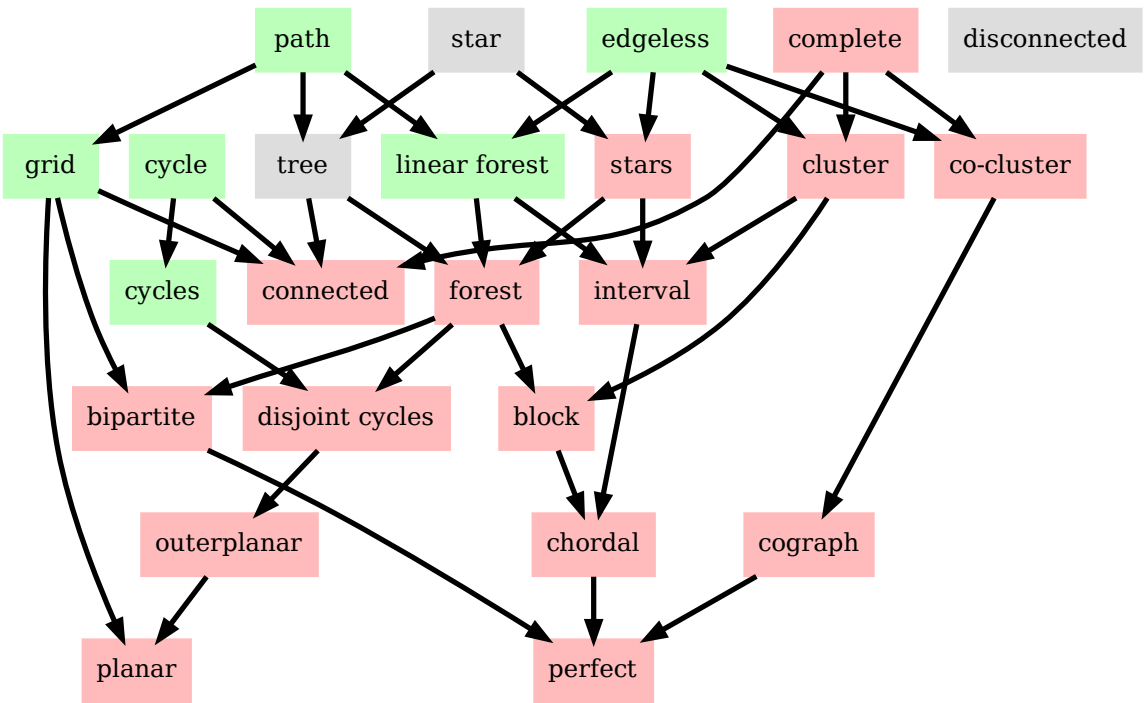 path
star
edgeless
complete
disconnected
grid
cycle
tree
linear forest
stars
cluster
co-cluster
cycles
connected
forest
interval
bipartite
disjoint cycles
block
outerplanar
chordal
cograph
planar
perfect